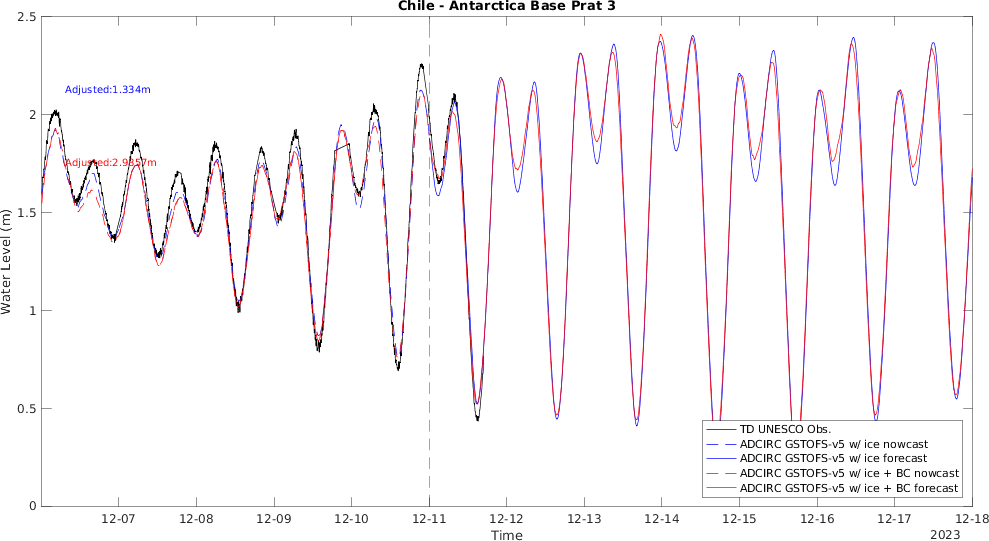 Chile - Antarctica Base Prat 3
2.5
2
1.5
1
0.5
0
Water Level (m)
Adjusted:1.334m
Adjusted:2.9357m
TD UNESCO Obs.
ADCIRC GSTOFS-v5 w/ ice nowcast
ADCIRC GSTOFS-v5 w/ ice forecast
ADCIRC GSTOFS-v5 w/ ice + BC nowcast
ADCIRC GSTOFS-v5 w/ ice + BC forecast
12-07 12-08 12-09 12-10 12-11 12-12 12-13 12-14 12-15 12-16 12-17 12-18
Time
2023